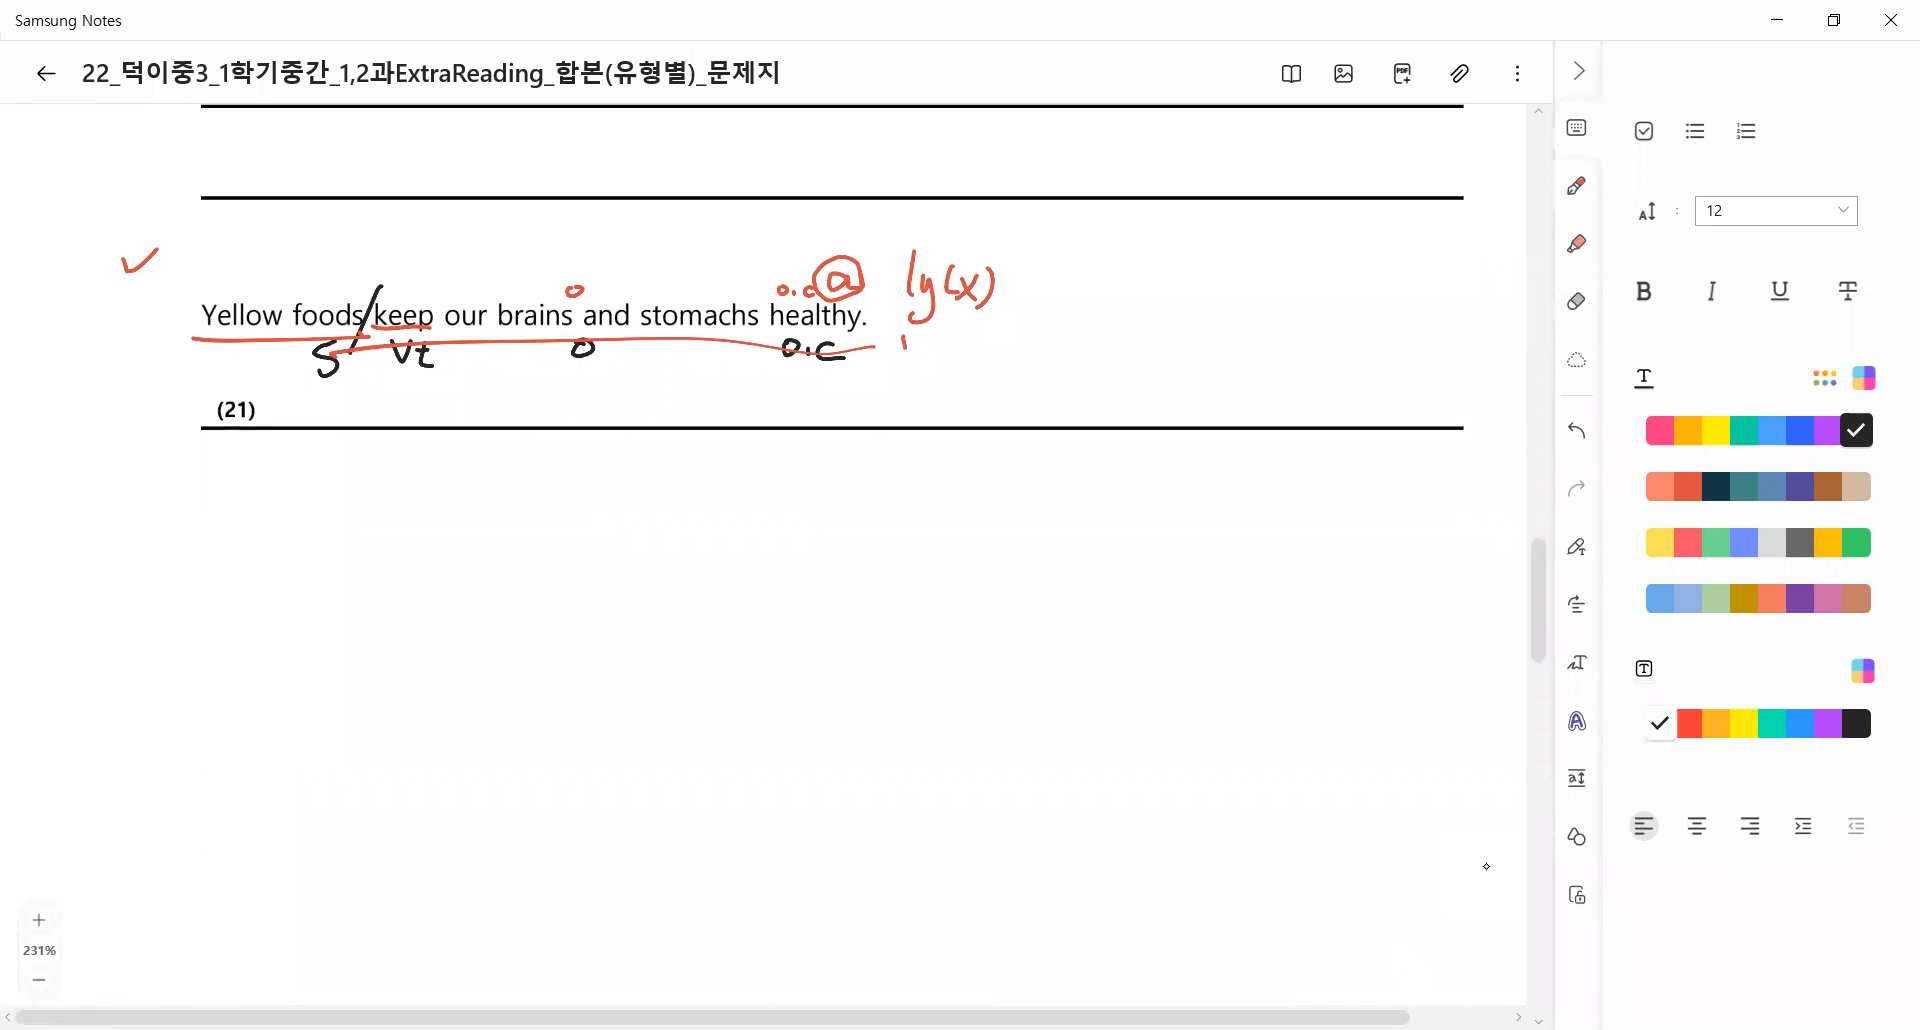 Samsung Notes
22_덕이중3_1학기중간_1,2과ExtraReading_합본(유형별)_문제지
PDF
: 12
B I U T
o o.c a ly(x)
Yellow foods keep our brains and stomachs healthy.
S Vt o o.c
(21)
231%